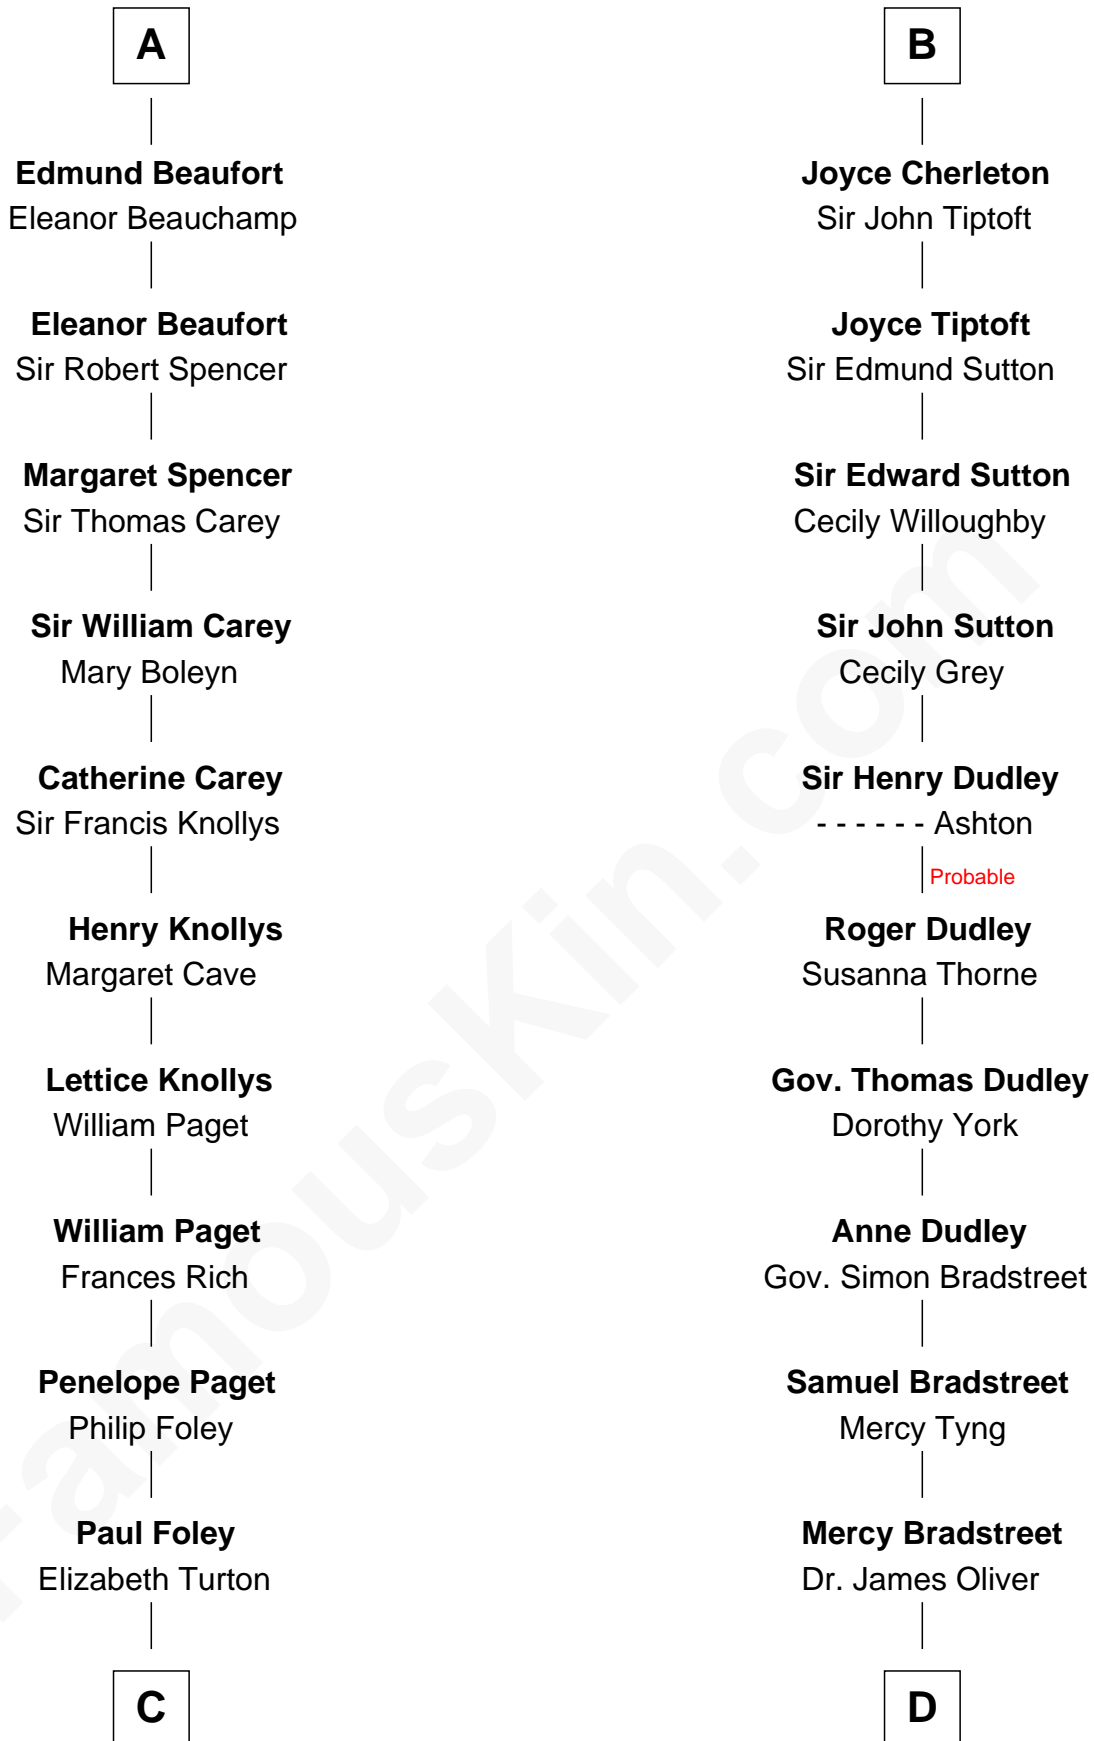 A
Edmund Beaufort
Eleanor Beauchamp
Eleanor Beaufort
Sir Robert Spencer
Margaret Spencer
Sir Thomas Carey
Sir William Carey
Mary Boleyn
Catherine Carey
Sir Francis Knollys
Henry Knollys
Margaret Cave
Lettice Knollys
William Paget
William Paget
Frances Rich
Penelope Paget
Philip Foley
Paul Foley
Elizabeth Turton
C
B
Joyce Cherleton
Sir John Tiptoft
Joyce Tiptoft
Sir Edmund Sutton
Sir Edward Sutton
Cecily Willoughby
Sir John Sutton
Cecily Grey
Sir Henry Dudley
- - - - - - Ashton
Probable
Roger Dudley
Susanna Thorne
Gov. Thomas Dudley
Dorothy York
Anne Dudley
Gov. Simon Bradstreet
Samuel Bradstreet
Mercy Tyng
Mercy Bradstreet
Dr. James Oliver
D
FamousKin.com